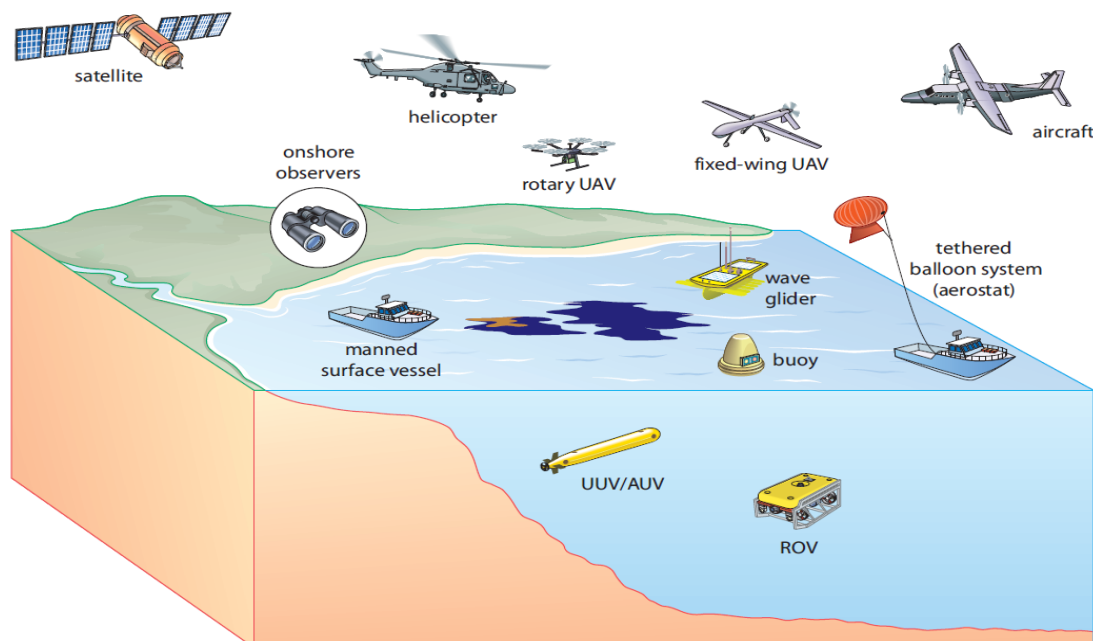 satellite
helicopter
aircraft
onshore
observers
rotary UAV
fixed-wing UAV
tethered
balloon system
(aerostat)
wave
glider
manned
surface vessel
buoy
UUV/AUV
ROV